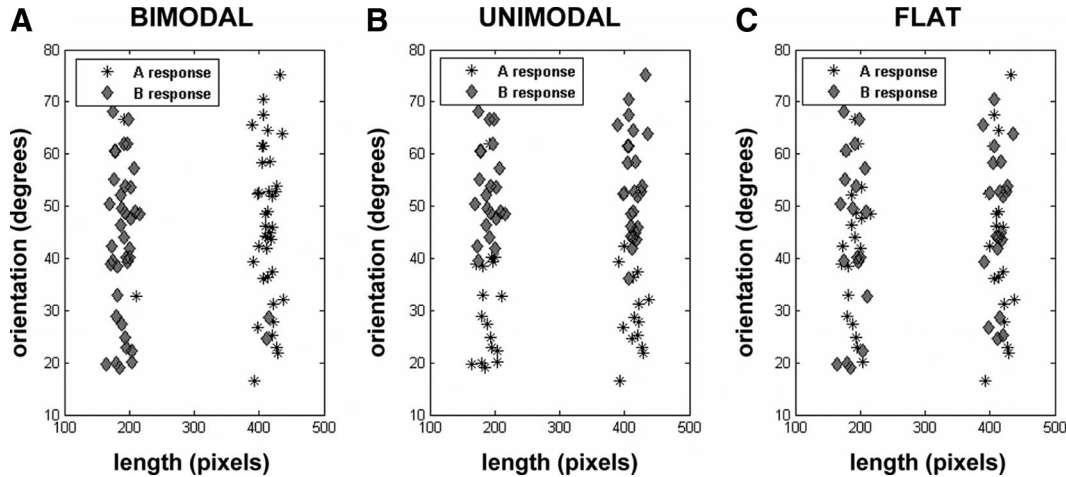 A BIMODAL
orientation (degrees)
80
70
60
50
40
30
20
10
A response
B response
100 200 300 400 500
length (pixels)
B UNIMODAL
orientation (degrees)
80
70
60
50
40
30
20
10
A response
B response
100 200 300 400 500
length (pixels)
C FLAT
orientation (degrees)
80
70
60
50
40
30
20
10
A response
B response
100 200 300 400 500
length (pixels)